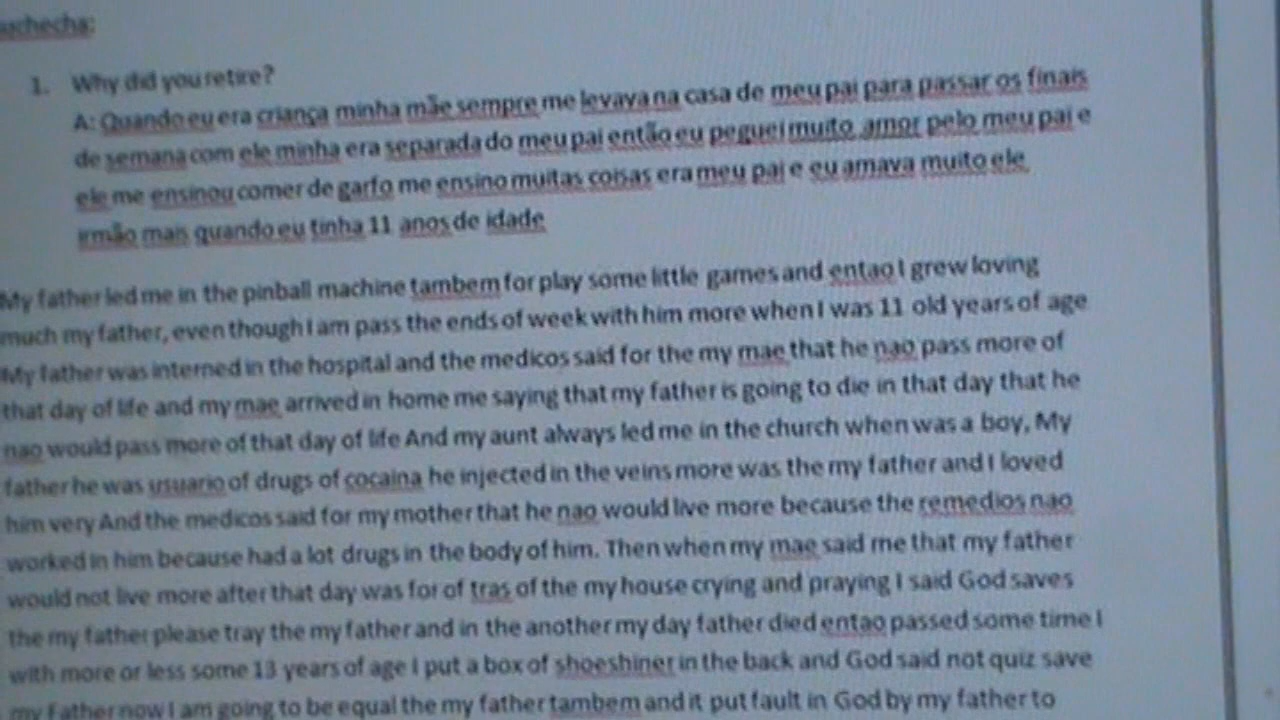 1. Why did you retire?
A: Quando eu era criança minha mãe sempre me levava na casa de meu pai para passar os finais
de semana com ele minha era separada do meu pai então eu peguei muito amor pelo meu pai e
ele me ensinou comer de garfo me ensino muitas coisas era meu pai e eu amava muito ele
irmão mais quando eu tinha 11 anos de idade
My father led me in the pinball machine tambem for play some little games and entao I grew loving
much my father, even though I am pass the ends of week with him more when I was 11 old years of age
My father was interned in the hospital and the medicos said for the my mae that he nao pass more of
that day of life and my mae arrived in home me saying that my father is going to die in that day that he
nao would pass more of that day of life And my aunt always led me in the church when was a boy, My
father he was usuario of drugs of cocaina he injected in the veins more was the my father and I loved
him very And the medicos said for my mother that he nao would live more because the remedios nao
worked in him because had a lot drugs in the body of him. Then when my mae said me that my father
would not live more after that day was for of tras of the my house crying and praying I said God saves
the my father please tray the my father and in the another my day father died entao passed some time I
with more or less some 13 years of age I put a box of shoeshiner in the back and God said not quiz save
my father now I am going to be equal the my father tambem and it put fault in God by my father to